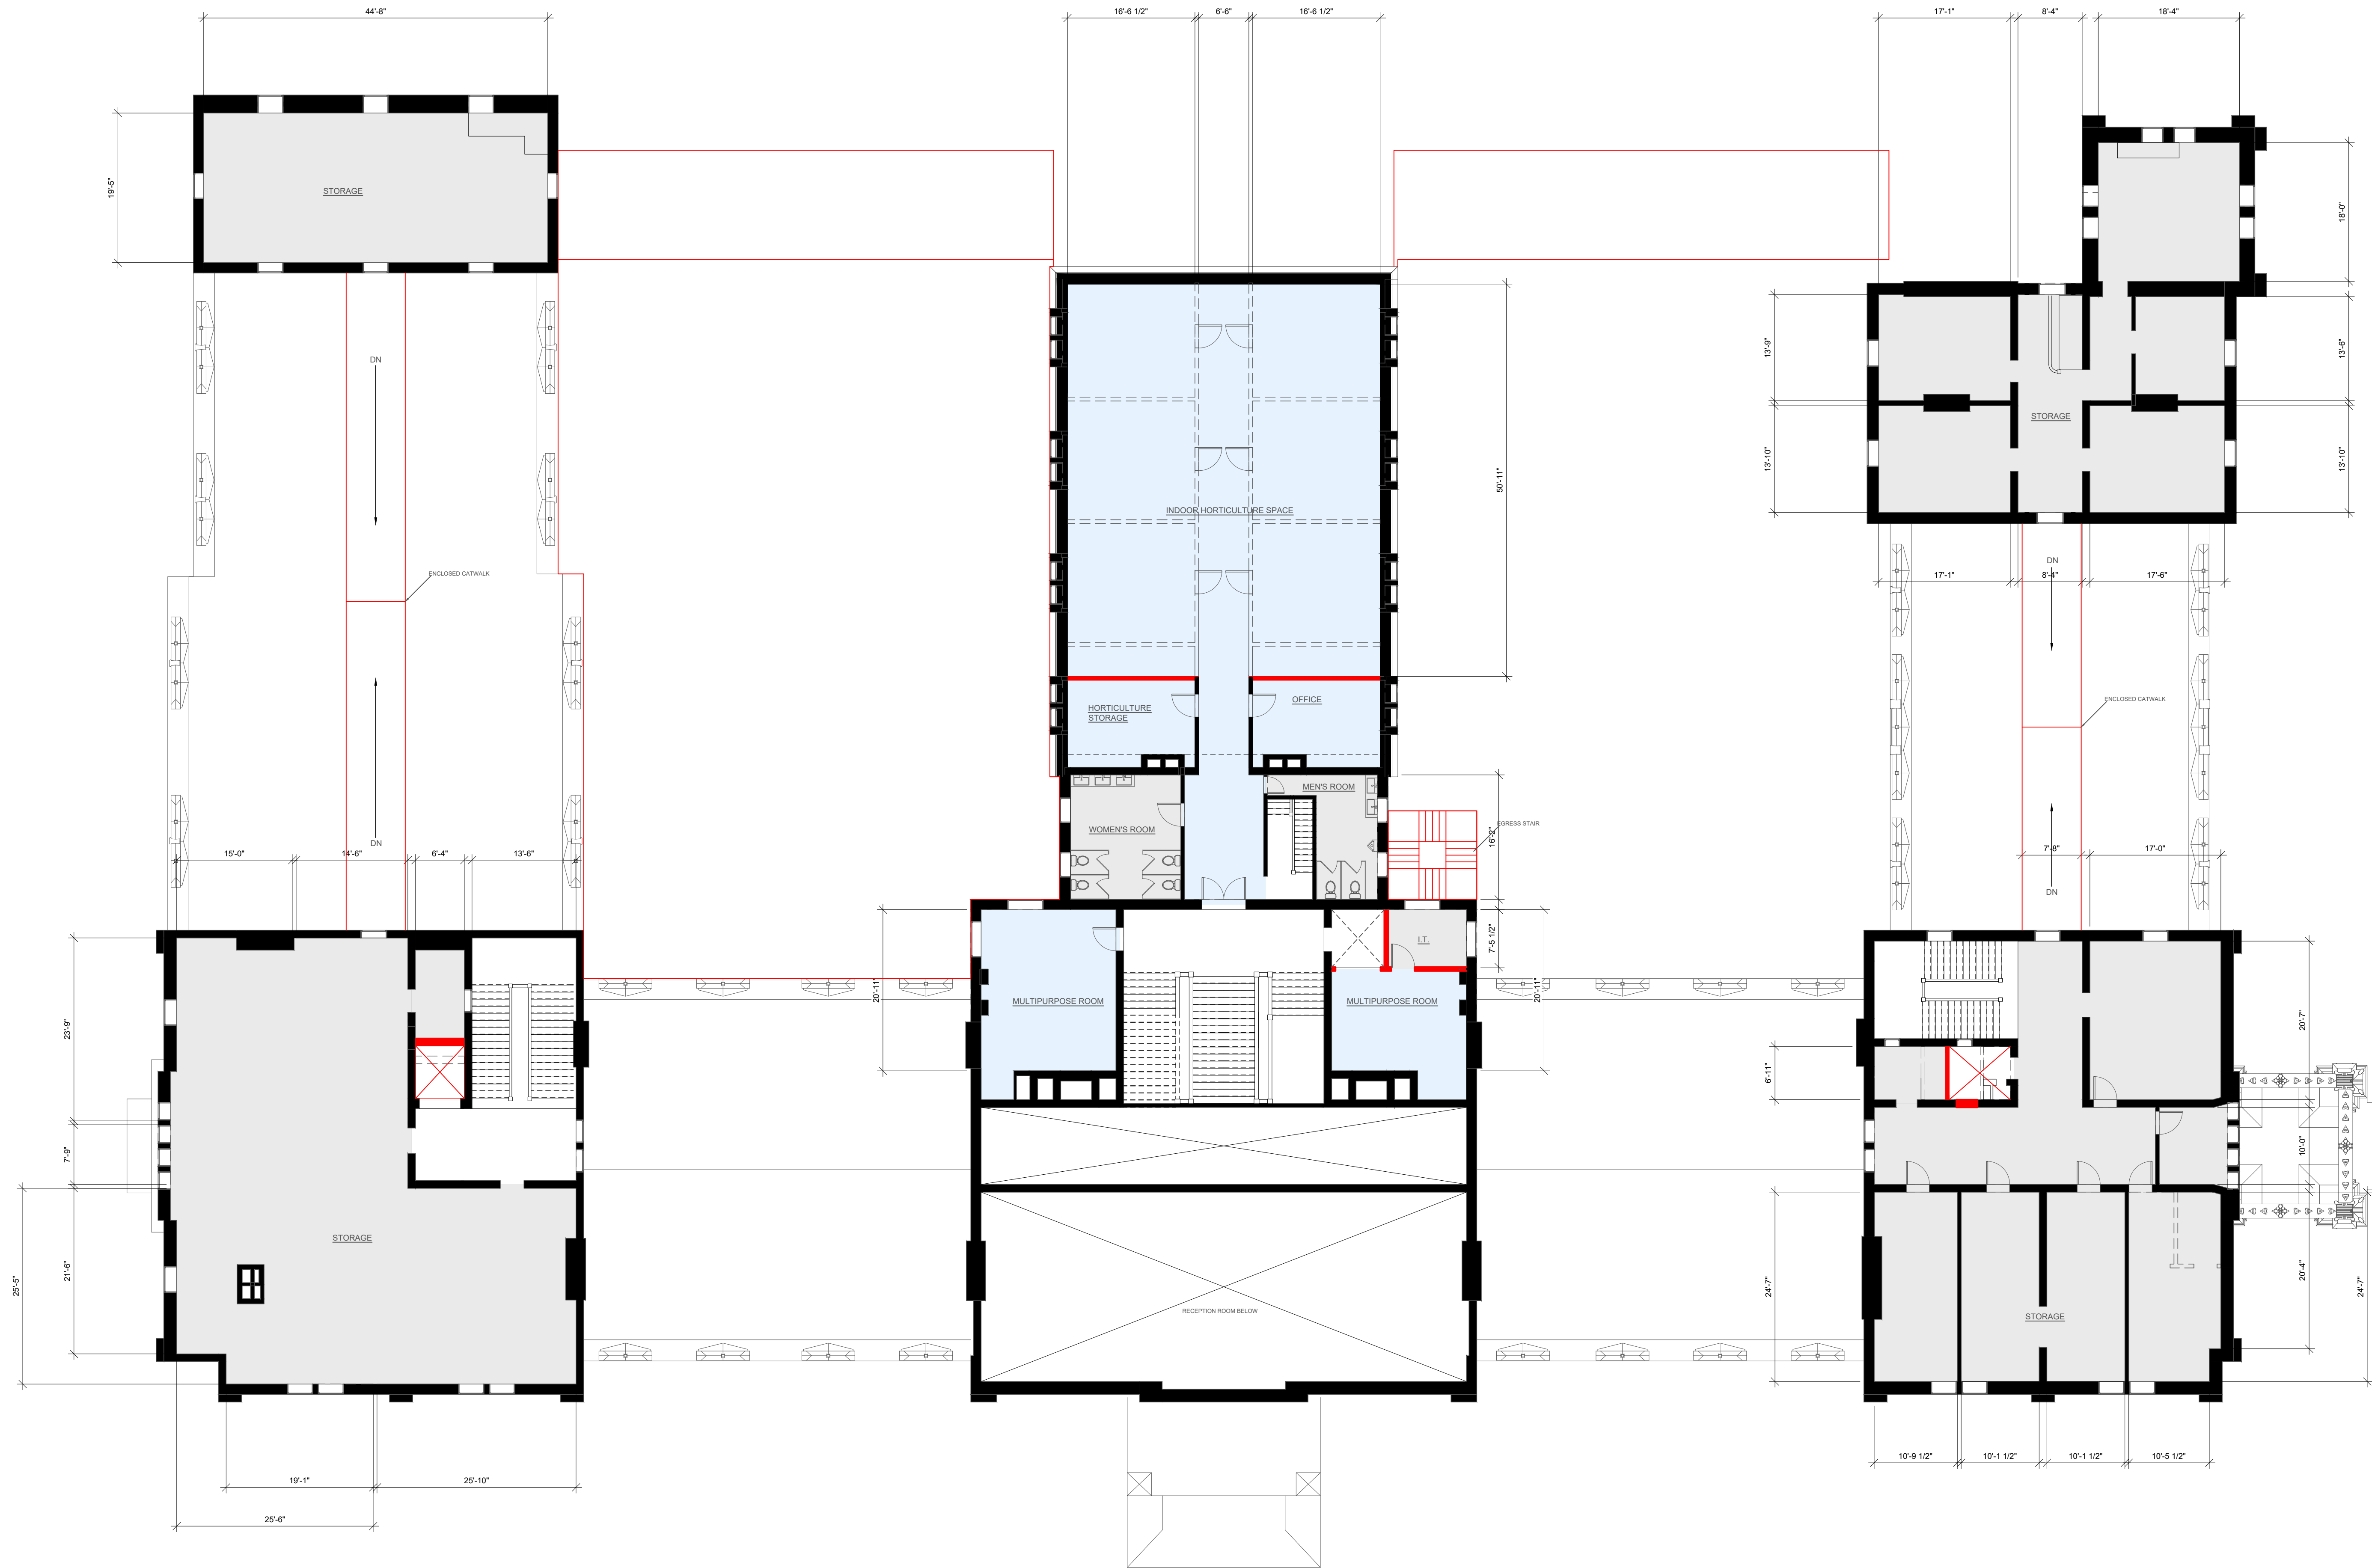 44'-8"
16'-6 1/2"
6'-6"
16'-6 1/2"
17'-1"
8'-4"
18'-4"
19'-5"
STORAGE
18'-0"
13'-9"
13'-6"
DN
STORAGE
13'-10"
13'-10"
50'-11"
INDOOR HORTICULTURE SPACE
ENCLOSED CATWALK
DN
17'-1"
8'-4"
17'-6"
HORTICULTURE
STORAGE
OFFICE
ENCLOSED CATWALK
MEN'S ROOM
WOMEN'S ROOM
EGRESS STAIR
16'-2"
DN
15'-0"
14'-6"
6'-4"
13'-6"
7'-8"
17'-0"
DN
I.T.
7'-5 1/2"
20'-11"
MULTIPURPOSE ROOM
MULTIPURPOSE ROOM
20'-11"
23'-9"
20'-7"
6'-11"
7'-9"
10'-0"
STORAGE
21'-6"
25'-5"
RECEPTION ROOM BELOW
24'-7"
STORAGE
20'-4"
24'-7"
19'-1"
25'-10"
25'-6"
10'-9 1/2"
10'-1 1/2"
10'-1 1/2"
10'-5 1/2"